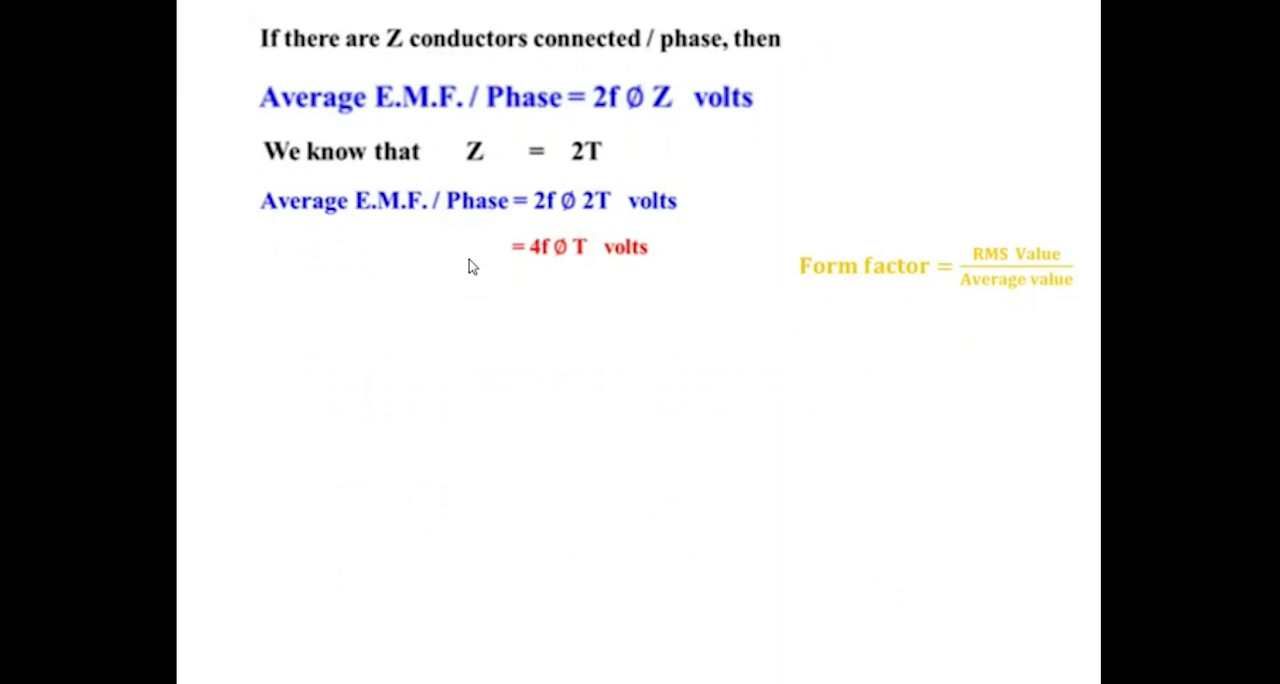 If there are Z conductors connected / phase, then
Average E.M.F. / Phase = 2f Ø Z volts
We know that Z = 2T
Average E.M.F. / Phase = 2f Ø 2T volts
= 4f Ø T volts
Form factor = RMS Value / Average value